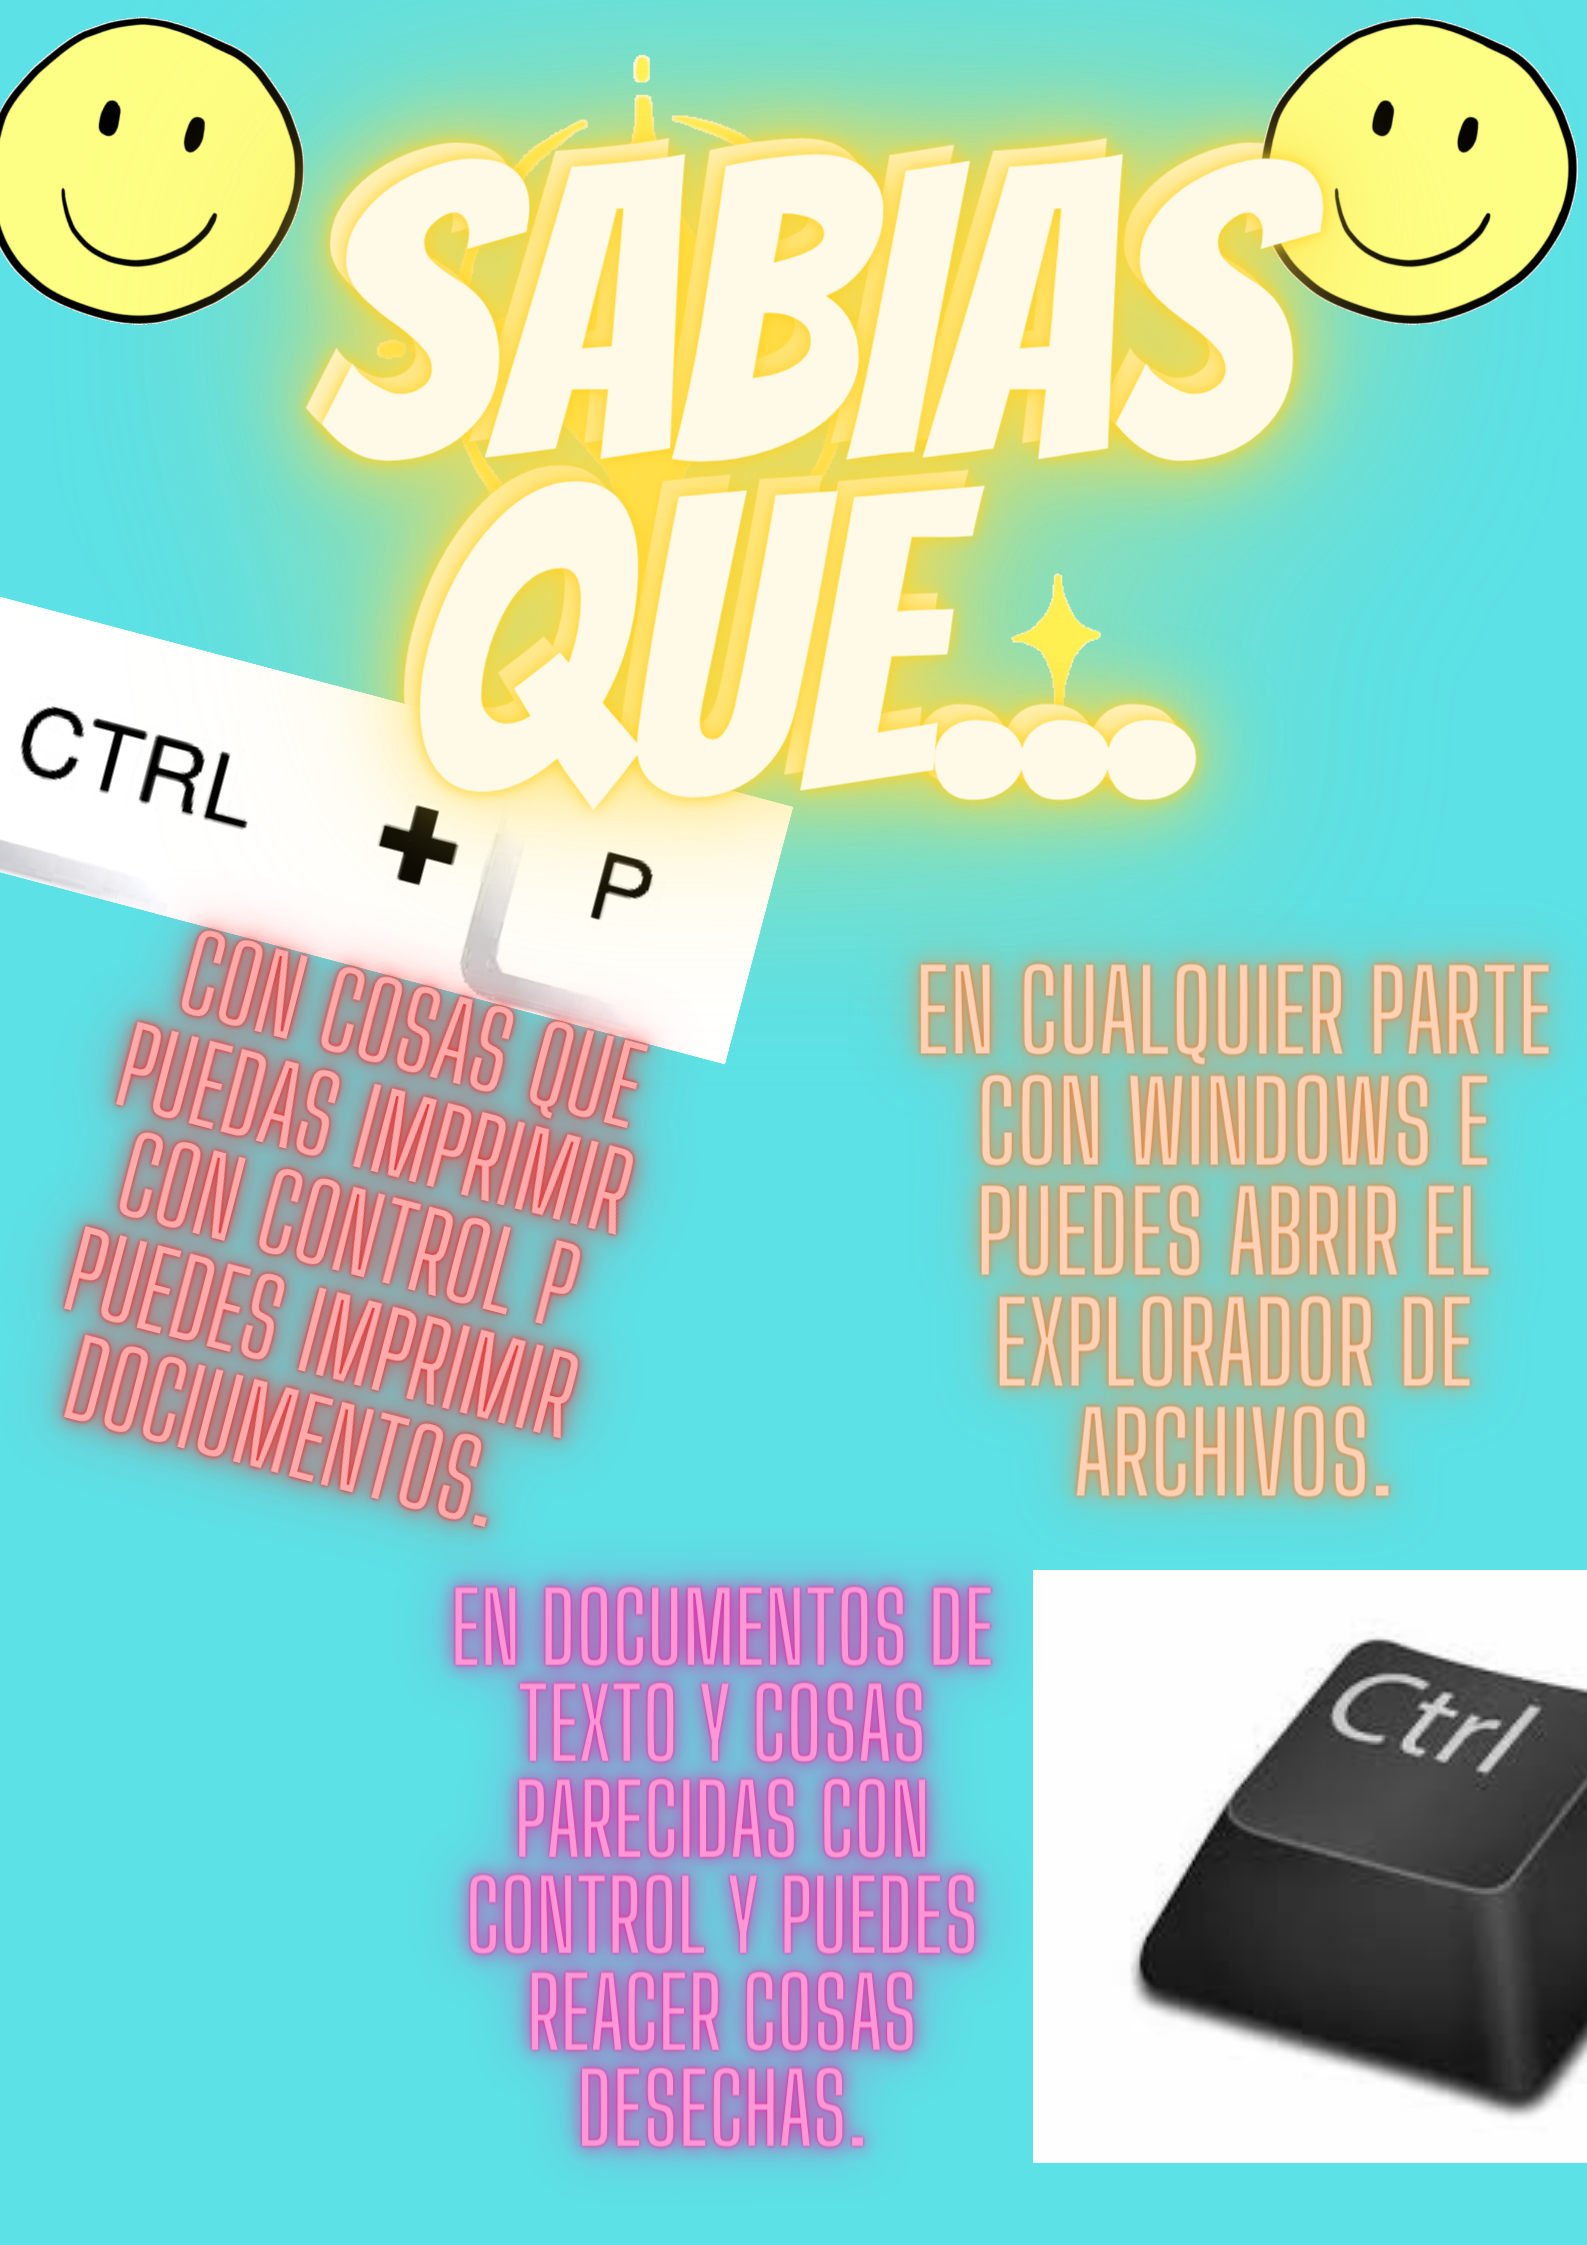 SABIAS
QUE...
CTRL + P
CON COSAS QUE
PUEDAS IMPRIMIR
CON CONTROL P
PUEDES IMPRIMIR
DOCIUMENTOS.
EN CUALQUIER PARTE
CON WINDOWS E
PUEDES ABRIR EL
EXPLORADOR DE
ARCHIVOS.
EN DOCUMENTOS DE
TEXTO Y COSAS
PARECIDAS CON
CONTROL Y PUEDES
REACER COSAS
DESECHAS.
Ctrl